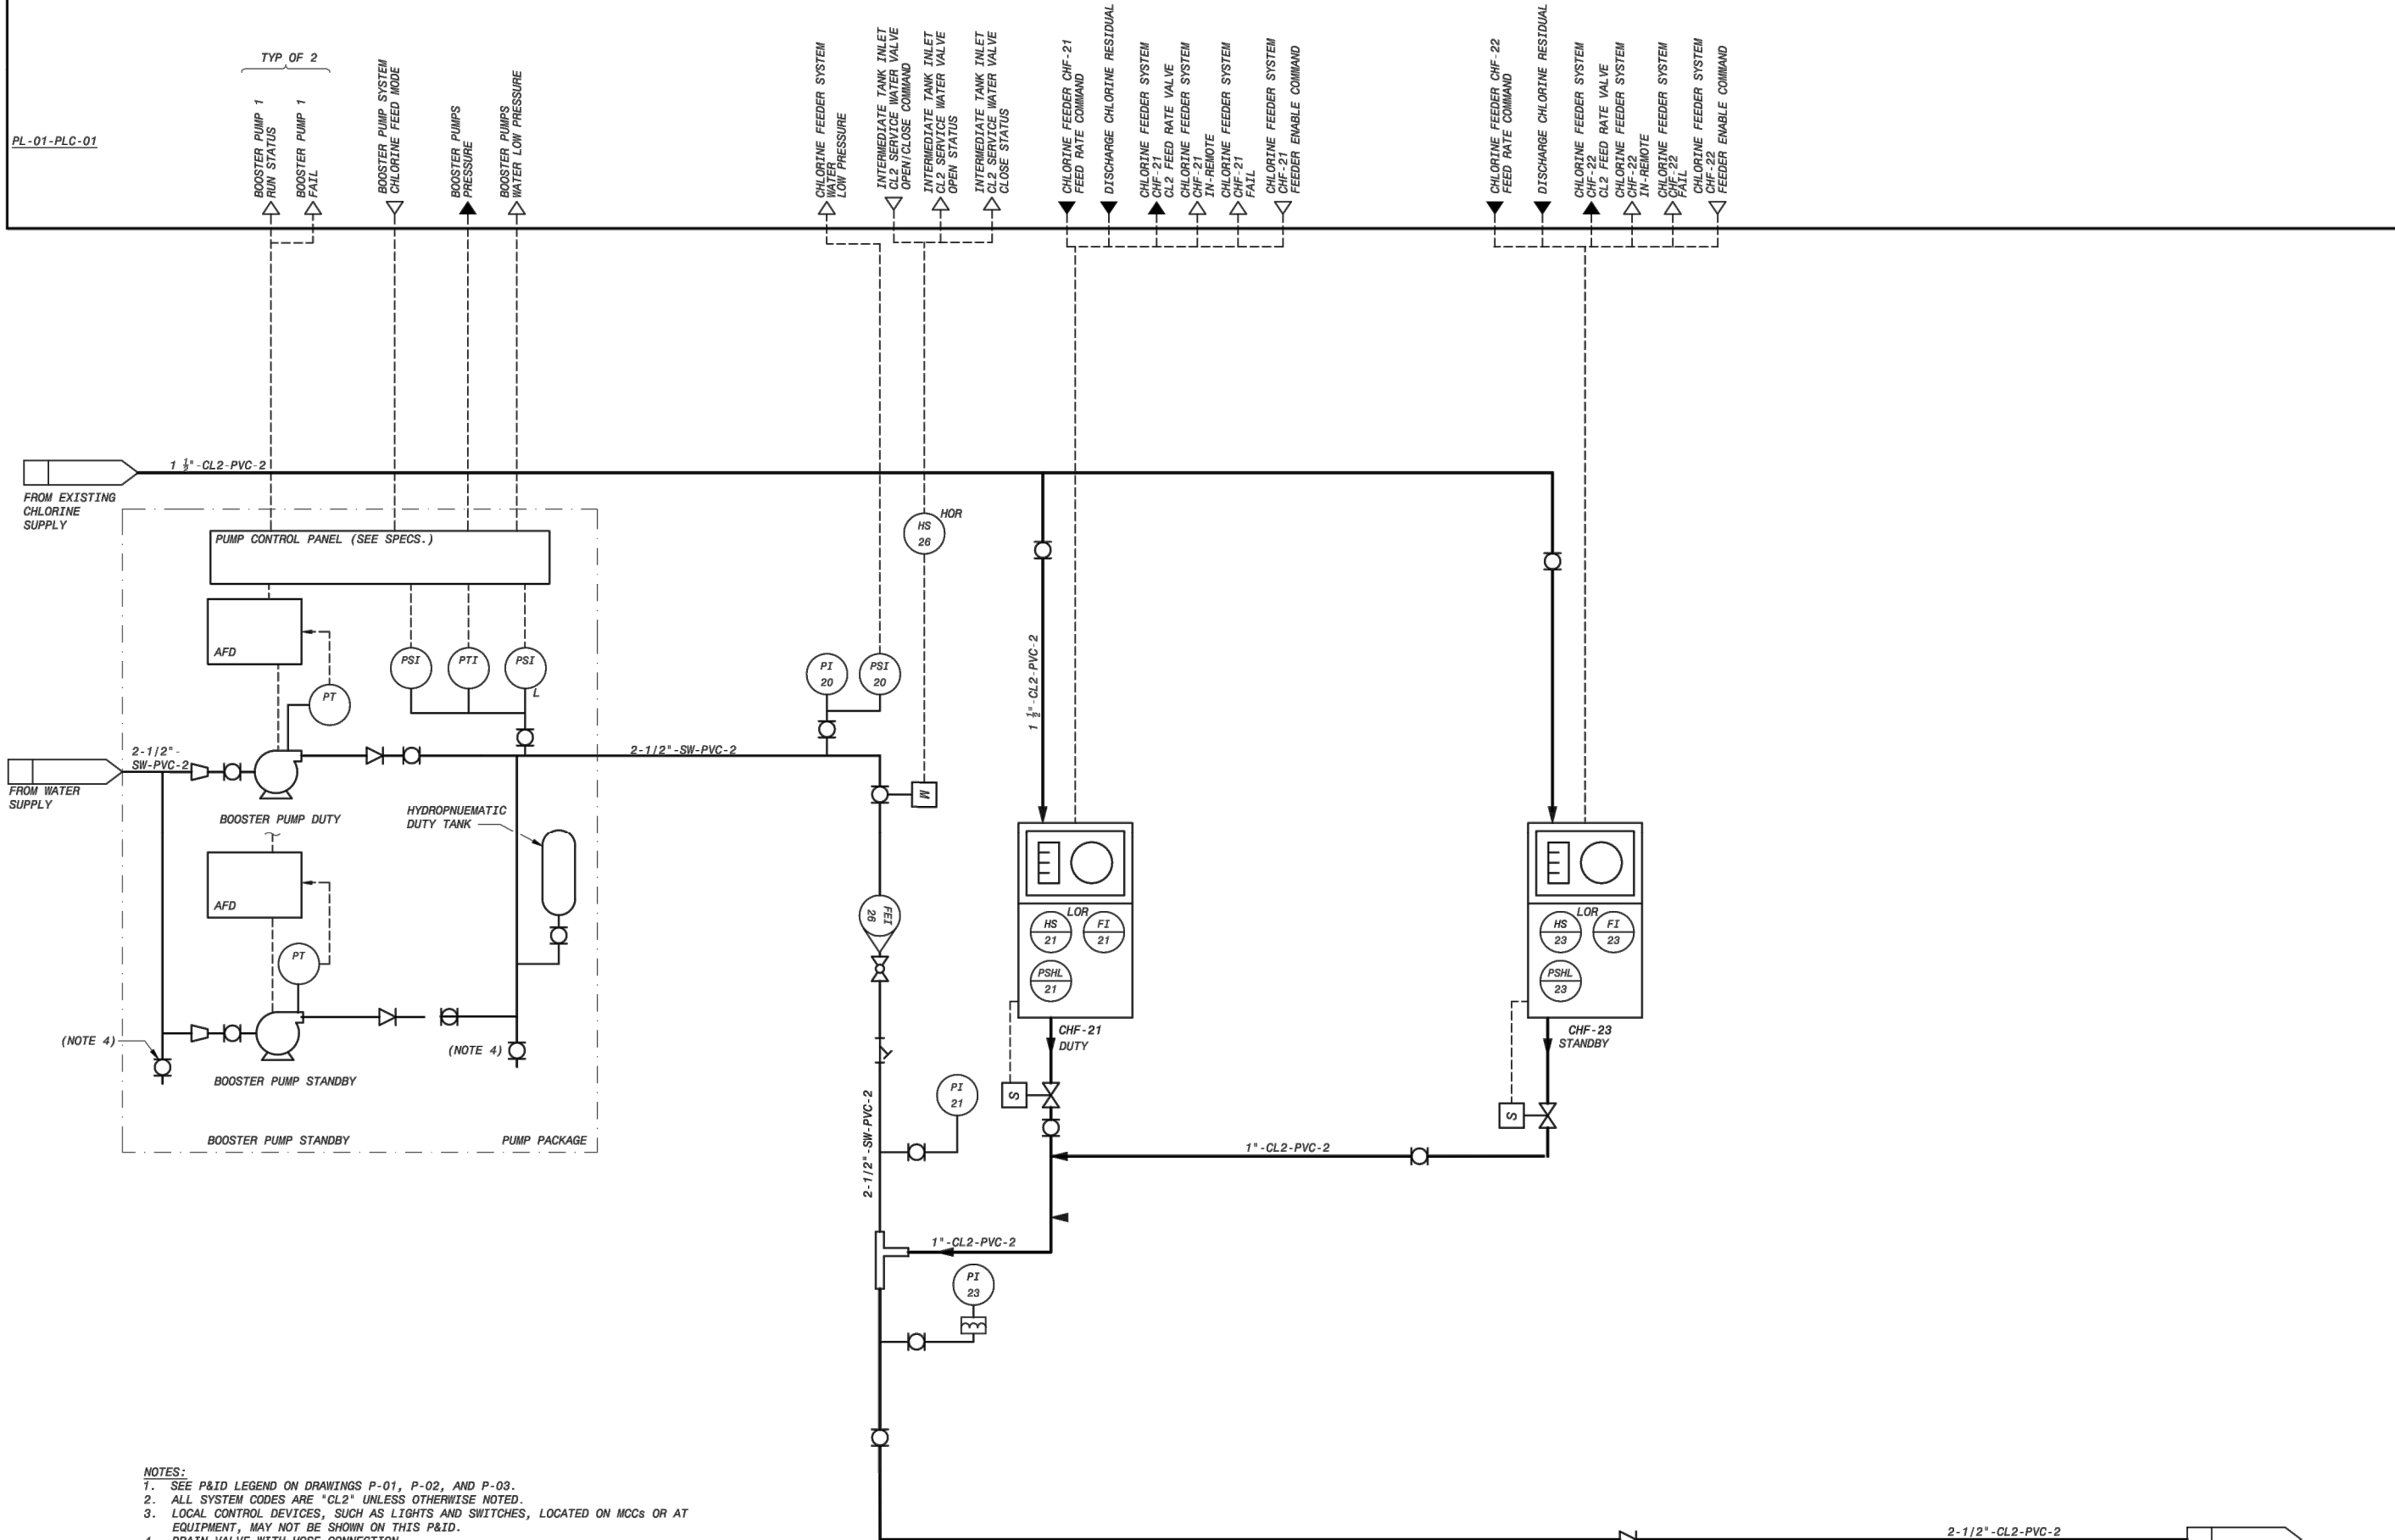 TYP OF 2
BOOSTER PUMP 1
RUN STATUS
BOOSTER PUMP 1
FAIL
BOOSTER PUMP SYSTEM
CHLORINE FEED MODE
BOOSTER PUMPS
PRESSURE
BOOSTER PUMPS
WATER LOW PRESSURE
CHLORINE FEEDER SYSTEM
WATER
LOW PRESSURE
INTERMEDIATE TANK INLET
CL2 SERVICE WATER VALVE
OPEN/CLOSE COMMAND
INTERMEDIATE TANK INLET
CL2 SERVICE WATER VALVE
OPEN STATUS
INTERMEDIATE TANK INLET
CL2 SERVICE WATER VALVE
CLOSE STATUS
CHLORINE FEEDER CHF-21
FEED RATE COMMAND
DISCHARGE CHLORINE RESIDUAL
CHLORINE FEEDER SYSTEM
CHF-21
CL2 FEED RATE VALVE
CHLORINE FEEDER SYSTEM
CHF-21
IN-REMOTE
CHLORINE FEEDER SYSTEM
CHF-21
FAIL
CHLORINE FEEDER SYSTEM
CHF-21
FEEDER ENABLE COMMAND
CHLORINE FEEDER CHF-22
FEED RATE COMMAND
DISCHARGE CHLORINE RESIDUAL
CHLORINE FEEDER SYSTEM
CHF-22
CL2 FEED RATE VALVE
CHLORINE FEEDER SYSTEM
CHF-22
IN-REMOTE
CHLORINE FEEDER SYSTEM
CHF-22
FAIL
CHLORINE FEEDER SYSTEM
CHF-22
FEEDER ENABLE COMMAND
PL-01-PLC-01
1 1/2"-CL2-PVC-2
FROM EXISTING
CHLORINE
SUPPLY
PUMP CONTROL PANEL (SEE SPECS.)
HS
26
HOR
AFD
PSI
PTI
PSI
L
PT
PI
20
PSI
20
1 1/2"-CL2-PVC-2
2-1/2"-
SW-PVC-2
2-1/2"-SW-PVC-2
FROM WATER
SUPPLY
M
BOOSTER PUMP DUTY
HYDROPNUEMATIC
DUTY TANK
AFD
PT
FEI
26
LOR
HS
21
FI
21
PSHL
21
LOR
HS
23
FI
23
PSHL
23
CHF-21
DUTY
CHF-23
STANDBY
(NOTE 4)
(NOTE 4)
BOOSTER PUMP STANDBY
BOOSTER PUMP STANDBY
PUMP PACKAGE
2-1/2"-SW-PVC-2
PI
21
S
S
1"-CL2-PVC-2
1"-CL2-PVC-2
PI
23
NOTES:
1. SEE P&ID LEGEND ON DRAWINGS P-01, P-02, AND P-03.
2. ALL SYSTEM CODES ARE "CL2" UNLESS OTHERWISE NOTED.
3. LOCAL CONTROL DEVICES, SUCH AS LIGHTS AND SWITCHES, LOCATED ON MCCs OR AT
EQUIPMENT, MAY NOT BE SHOWN ON THIS P&ID.
4. DRAIN VALVE WITH HOSE CONNECTION
2-1/2"-CL2-PVC-2